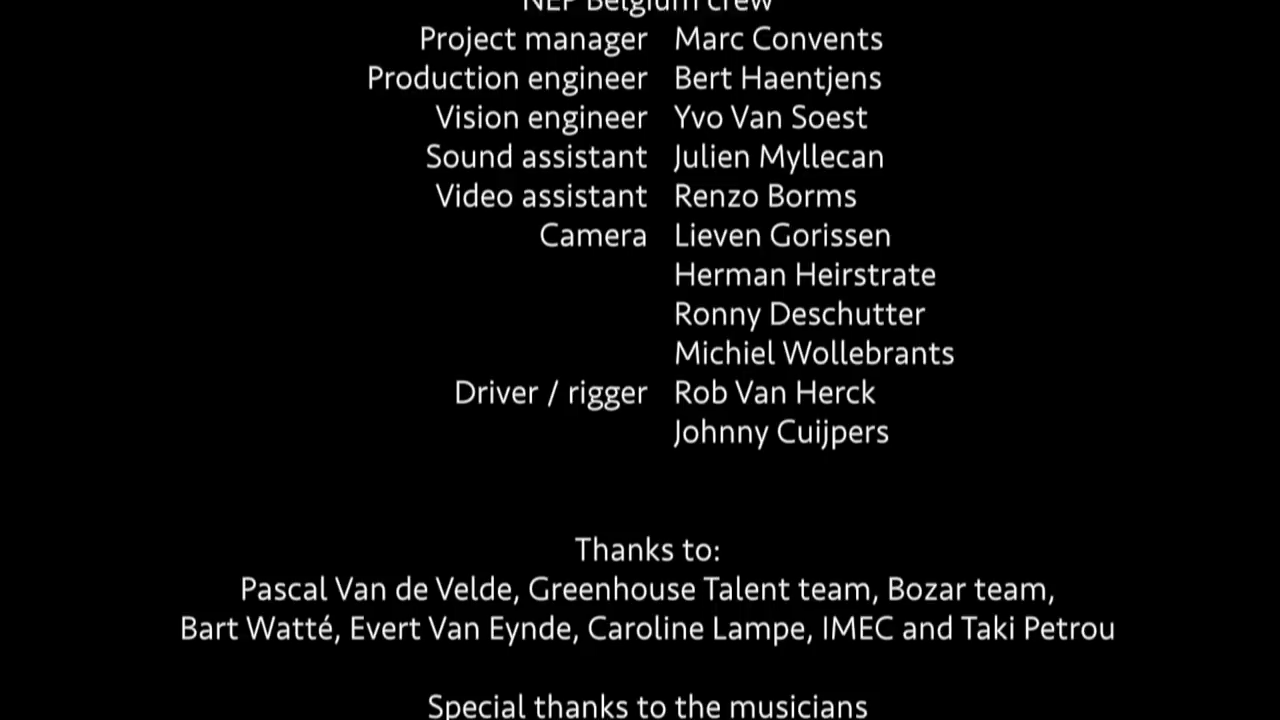 NEP Belgium crew
Project manager Marc Convents
Production engineer Bert Haentjens
Vision engineer Yvo Van Soest
Sound assistant Julien Myllecan
Video assistant Renzo Borms
Camera Lieven Gorissen
Herman Heirstrate
Ronny Deschutter
Michiel Wollebrants
Driver / rigger Rob Van Herck
Johnny Cuijpers
Thanks to:
Pascal Van de Velde, Greenhouse Talent team, Bozar team,
Bart Watté, Evert Van Eynde, Caroline Lampe, IMEC and Taki Petrou
Special thanks to the musicians